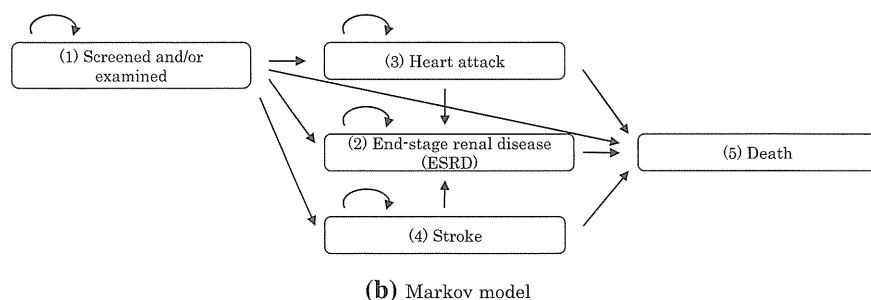 (1) Screened and/or
examined
(3) Heart attack
(2) End-stage renal disease
(ESRD)
(5) Death
(4) Stroke
(b) Markov model